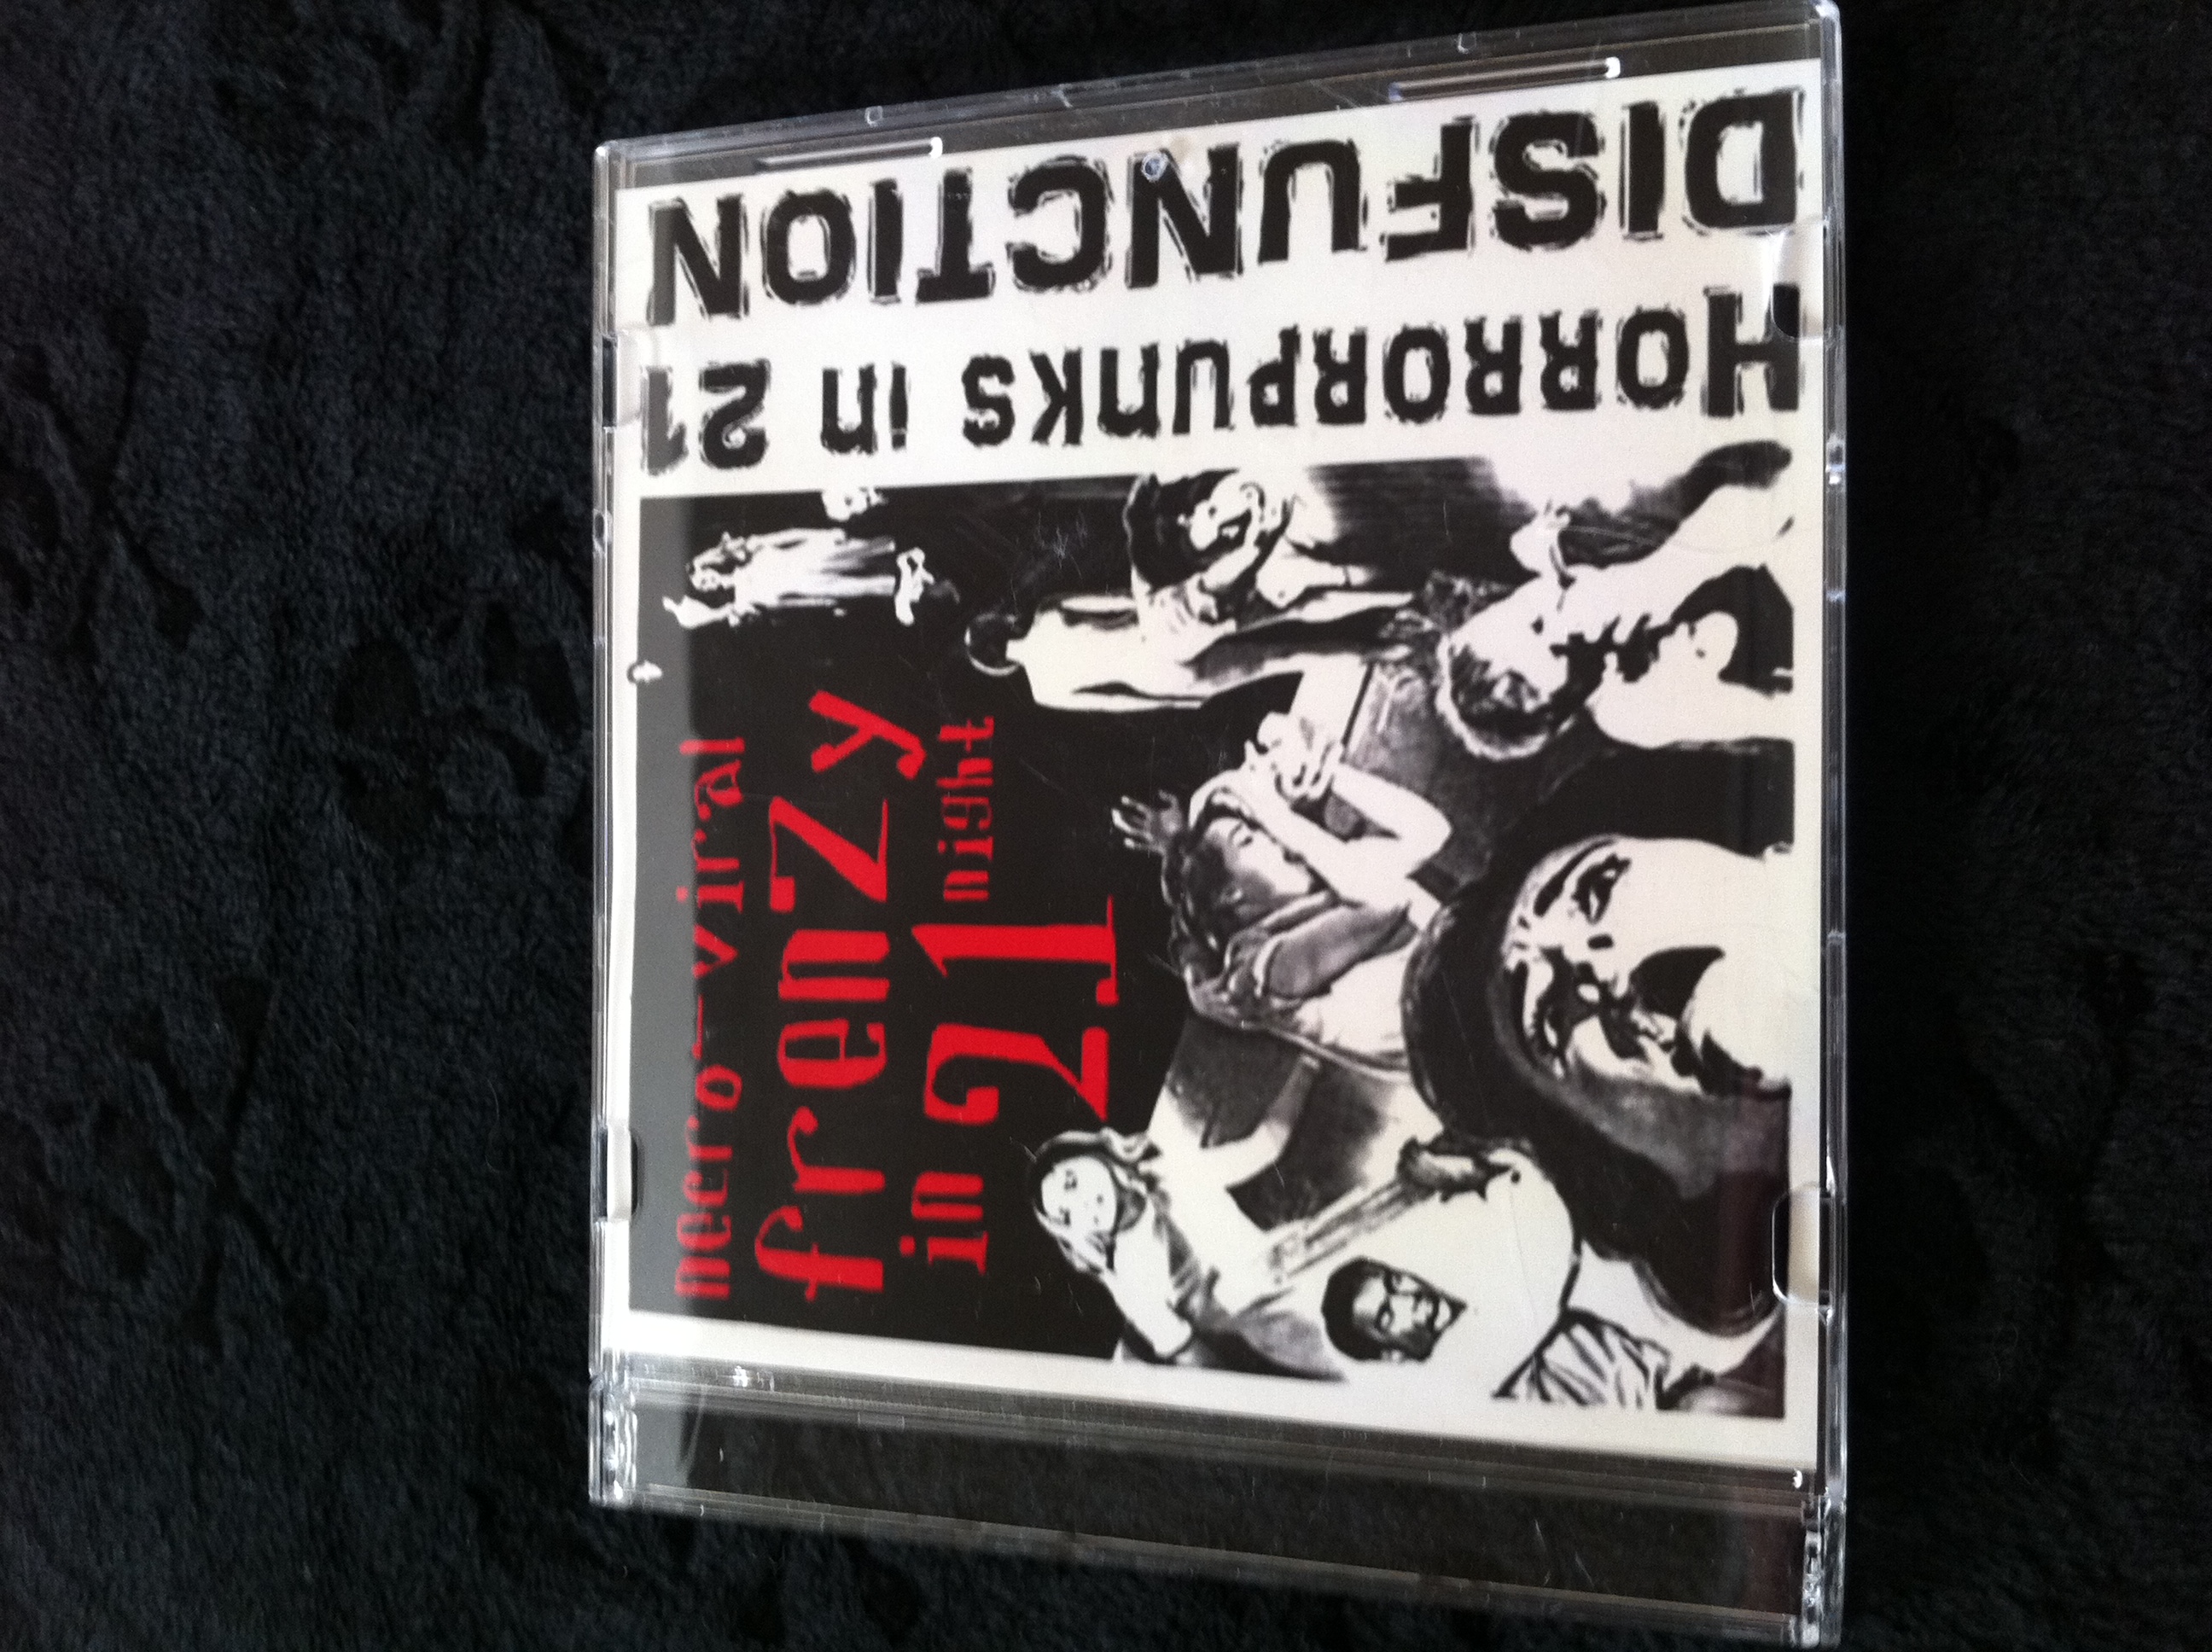 DISFUNCTION
HORRORPUNKS in 21
necro-viral
frenzy
in 21 night